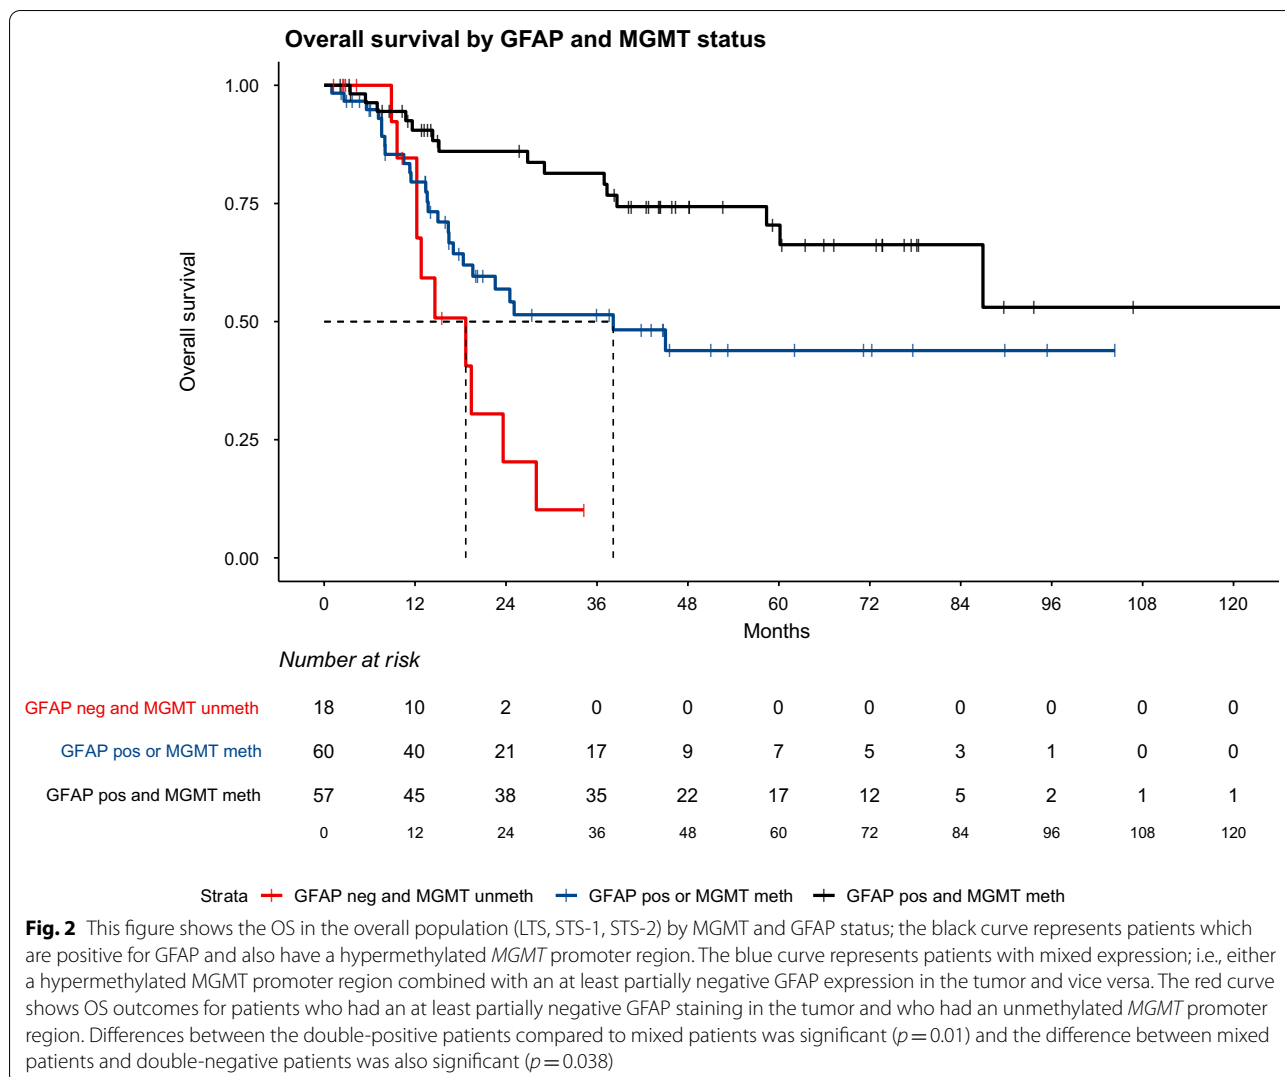 Overall survival by GFAP and MGMT status
1.00
0.75
0.50
0.25
0.00
Overall survival
0 12 24 36 48 60 72 84 96 108 120
Months
Number at risk
GFAP neg and MGMT unmeth 18 10 2 0 0 0 0 0 0 0 0
GFAP pos or MGMT meth 60 40 21 17 9 7 5 3 1 0 0
GFAP pos and MGMT meth 57 45 38 35 22 17 12 5 2 1 1
0 12 24 36 48 60 72 84 96 108 120
Strata GFAP neg and MGMT unmeth GFAP pos or MGMT meth GFAP pos and MGMT meth
Fig. 2 This figure shows the OS in the overall population (LTS, STS-1, STS-2) by MGMT and GFAP status; the black curve represents patients which
are positive for GFAP and also have a hypermethylated MGMT promoter region. The blue curve represents patients with mixed expression; i.e., either
a hypermethylated MGMT promoter region combined with an at least partially negative GFAP expression in the tumor and vice versa. The red curve
shows OS outcomes for patients who had an at least partially negative GFAP staining in the tumor and who had an unmethylated MGMT promoter
region. Differences between the double-positive patients compared to mixed patients was significant (p = 0.01) and the difference between mixed
patients and double-negative patients was also significant (p = 0.038)